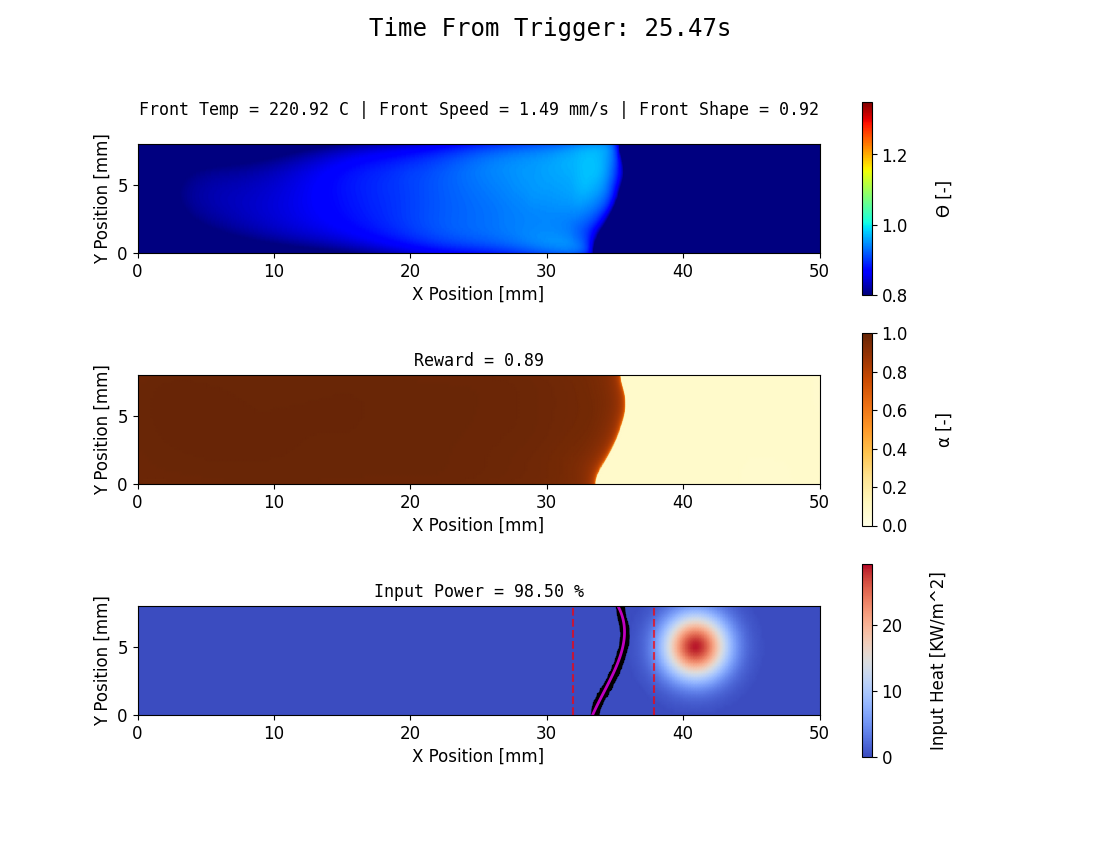 Time From Trigger: 25.47s
Front Temp = 220.92 C | Front Speed = 1.49 mm/s | Front Shape = 0.92
Y Position [mm]
5
0
0 10 20 30 40 50
X Position [mm]
1.2
1.0
0.8
Θ [-]
Reward = 0.89
Y Position [mm]
5
0
0 10 20 30 40 50
X Position [mm]
1.0
0.8
0.6
0.4
0.2
0.0
α [-]
Input Power = 98.50 %
Y Position [mm]
5
0
0 10 20 30 40 50
X Position [mm]
20
10
0
Input Heat [KW/m^2]